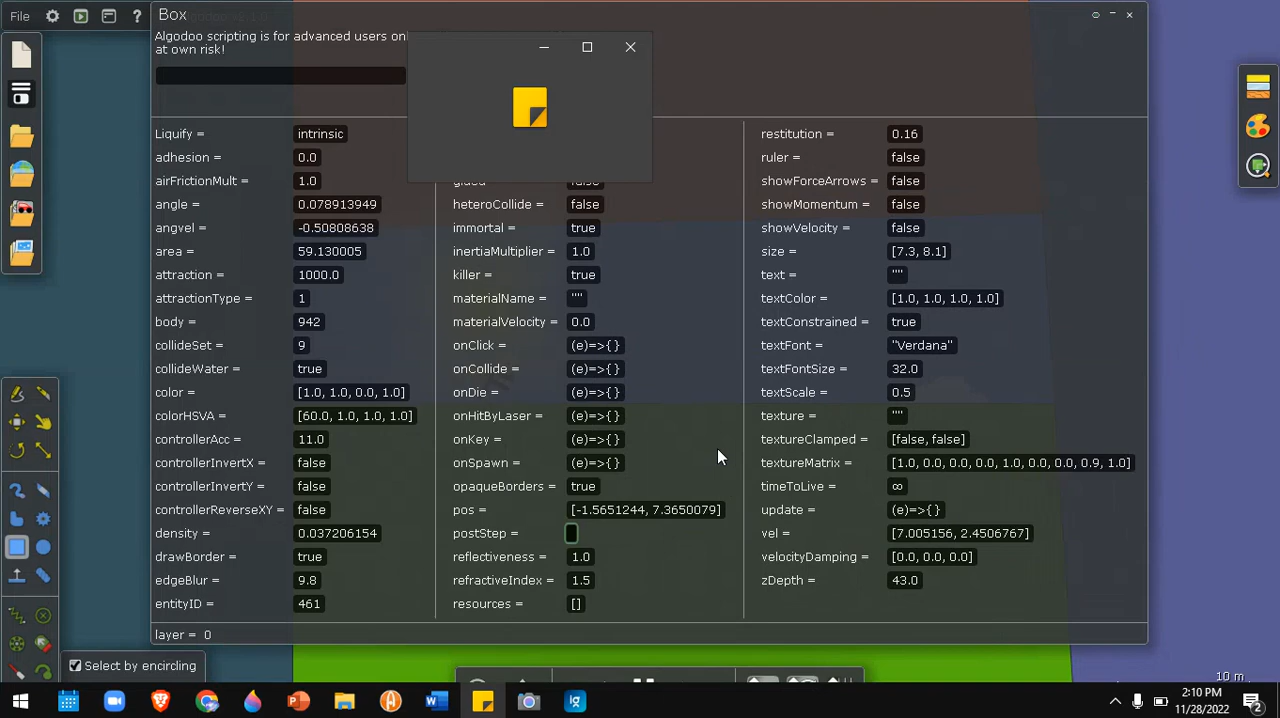 File
?
Box
Algodoo scripting is for advanced users onl
at own risk!
Liquify = intrinsic
adhesion = 0.0
airFrictionMult = 1.0
angle = 0.078913949
angvel = -0.50808638
area = 59.130005
attraction = 1000.0
attractionType = 1
body = 942
collideSet = 9
collideWater = true
color = [1.0, 1.0, 0.0, 1.0]
colorHSVA = [60.0, 1.0, 1.0, 1.0]
controllerAcc = 11.0
controllerInvertX = false
controllerInvertY = false
controllerReverseXY = false
density = 0.037206154
drawBorder = true
edgeBlur = 9.8
entityID = 461
glued = false
heteroCollide = false
immortal = true
inertiaMultiplier = 1.0
killer = true
materialName = ""
materialVelocity = 0.0
onClick = (e)=>{}
onCollide = (e)=>{}
onDie = (e)=>{}
onHitByLaser = (e)=>{}
onKey = (e)=>{}
onSpawn = (e)=>{}
opaqueBorders = true
pos = [-1.5651244, 7.3650079]
postStep =
reflectiveness = 1.0
refractiveIndex = 1.5
resources = []
restitution = 0.16
ruler = false
showForceArrows = false
showMomentum = false
showVelocity = false
size = [7.3, 8.1]
text = ""
textColor = [1.0, 1.0, 1.0, 1.0]
textConstrained = true
textFont = "Verdana"
textFontSize = 32.0
textScale = 0.5
texture = ""
textureClamped = [false, false]
textureMatrix = [1.0, 0.0, 0.0, 0.0, 1.0, 0.0, 0.0, 0.9, 1.0]
timeToLive = ∞
update = (e)=>{}
vel = [7.005156, 2.4506767]
velocityDamping = [0.0, 0.0, 0.0]
zDepth = 43.0
layer = 0
Select by encircling
10 m
2:10 PM
11/28/2022
2